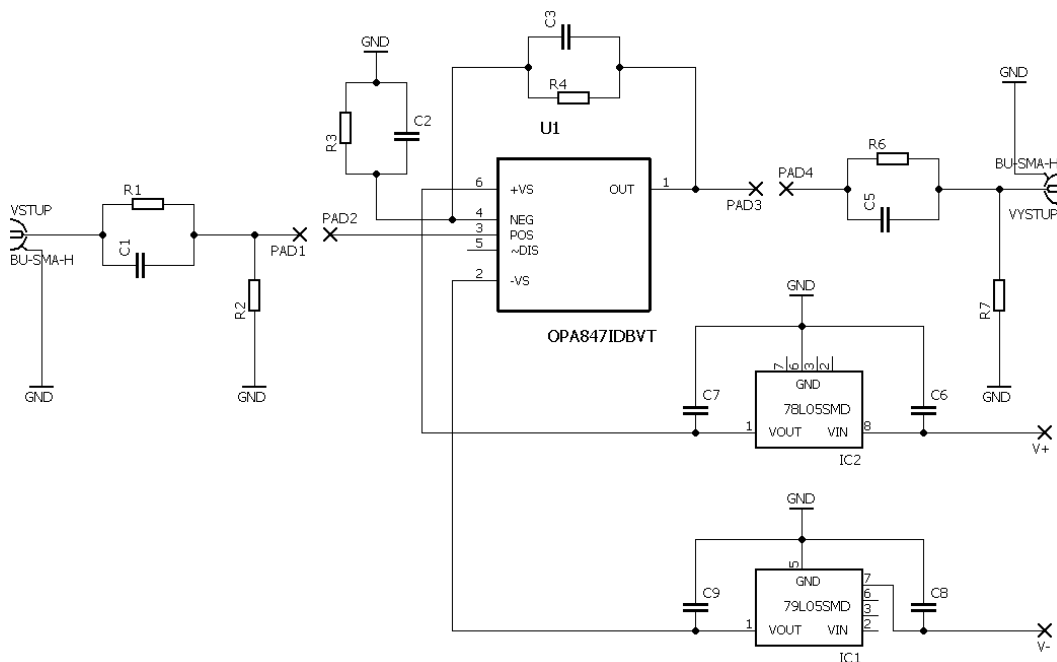 C3
GND
R4
GND
U1
R3
C2
R6
BU-SMA-H
R1
6
+VS
OUT
1
PAD4
PAD3
C5
VYSTUP
VSTUP
PAD2
4
NEG
3
POS
5
~DIS
C1
PAD1
BU-SMA-H
2
-VS
R2
GND
R7
OPA847IDBVT
GND
GND
7
6
3
2
GND
C7
78L05SMD
C6
GND
1
VOUT
VIN
8
V+
IC2
GND
5
GND
7
C9
79L05SMD
6
C8
3
1
VOUT
VIN
2
V-
IC1